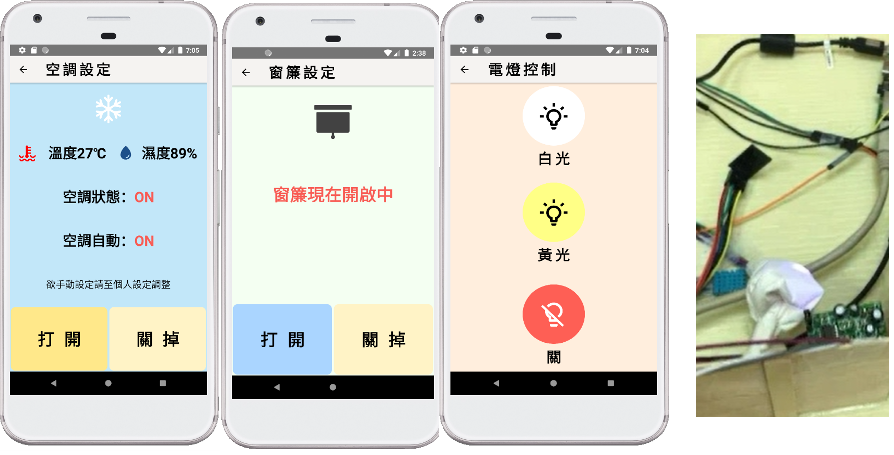 7:05
空調設定
溫度27℃
濕度89%
空調狀態：ON
空調自動：ON
欲手動設定請至個人設定調整
打 開
關 掉
2:38
窗簾設定
窗簾現在開啟中
打 開
關 掉
7:04
電燈控制
白光
黃光
關